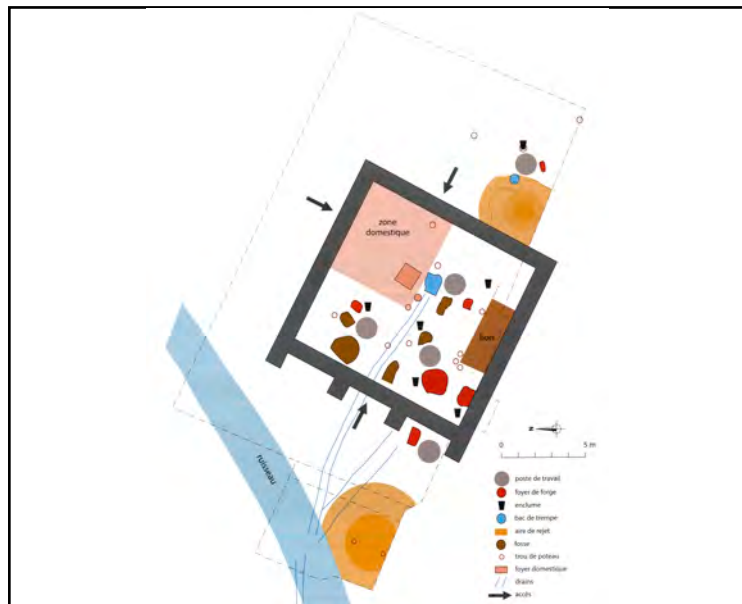 zone
domestique
ruisseau
z
0 5 m
poste de travail
foyer de forge
enclume
bac de trempe
aire de rejet
fosse
trou de poteau
foyer domestique
drains
accès